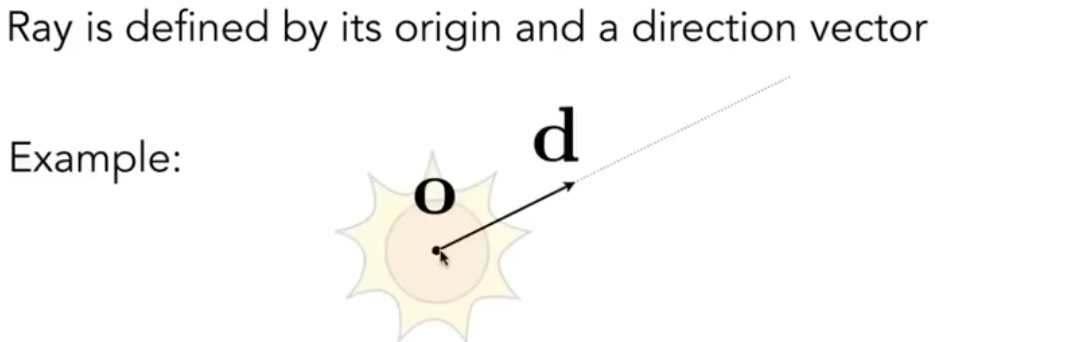 Ray is defined by its origin and a direction vector
d
Example:
o